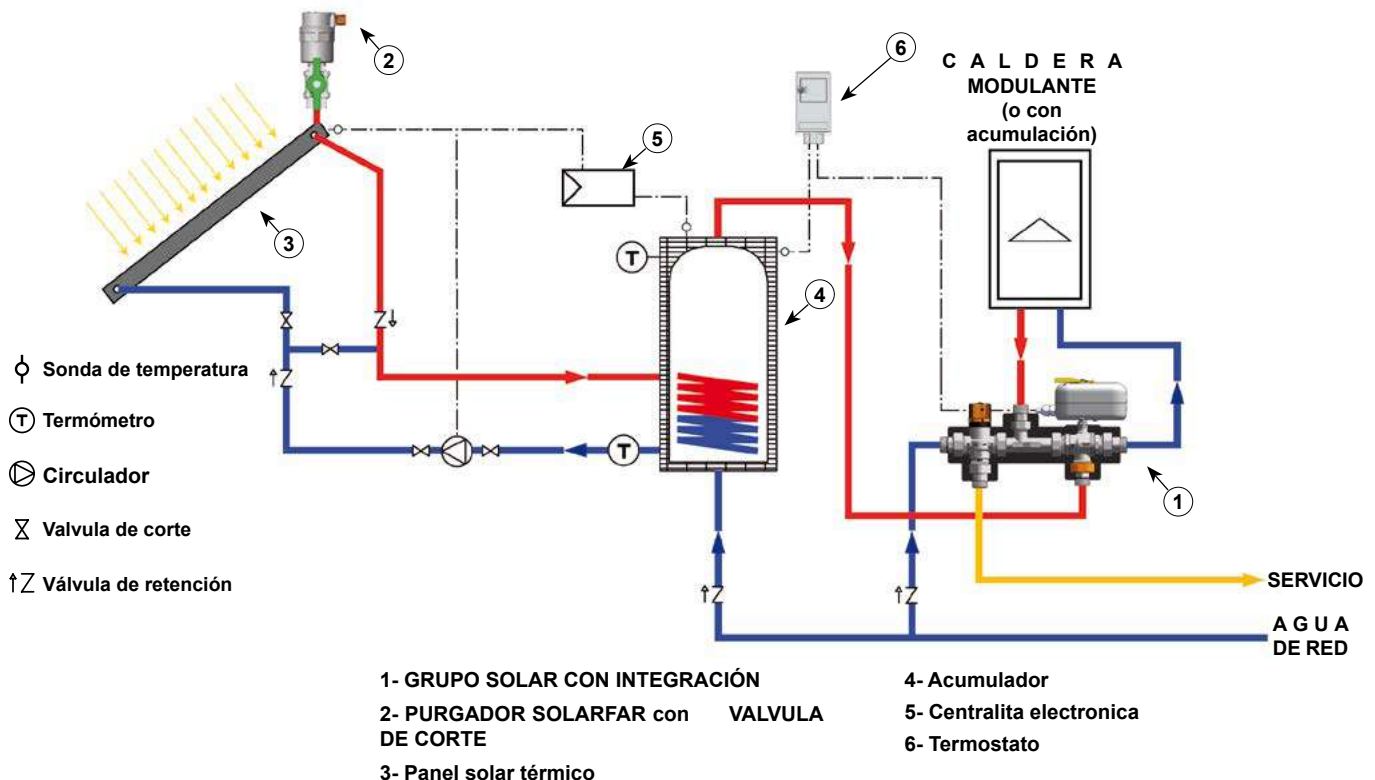 2
6
C A L D E R A
MODULANTE
(o con
acumulación)
5
3
T
4
Sonda de temperatura
T Termómetro
T
Circulador
1
Valvula de corte
Válvula de retención
SERVICIO
A G U A
DE RED
1- GRUPO SOLAR CON INTEGRACIÓN
2- PURGADOR SOLARFAR con VALVULA
DE CORTE
3- Panel solar térmico
4- Acumulador
5- Centralita electronica
6- Termostato